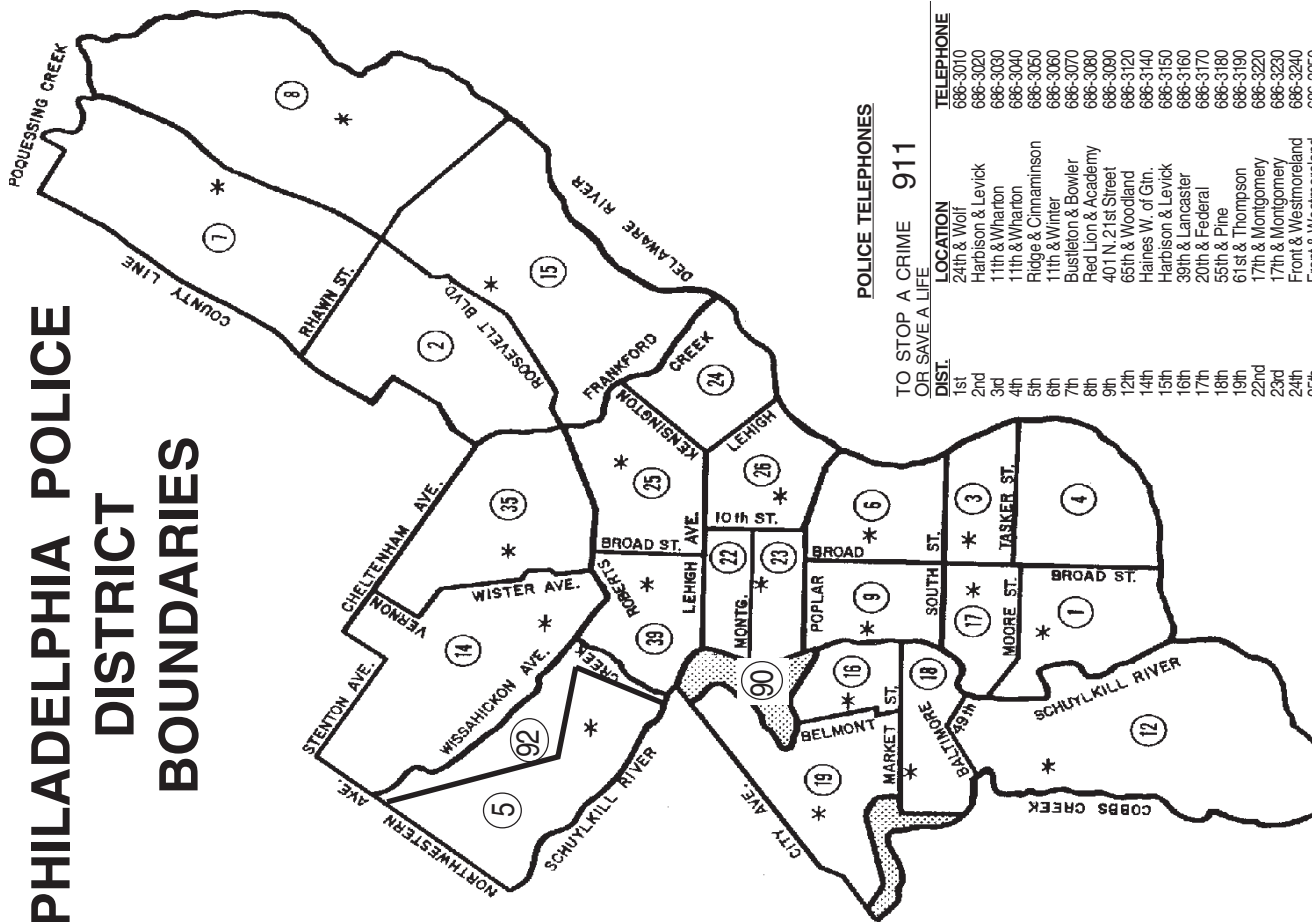 PHILADELPHIA POLICE
DISTRICT
BOUNDARIES
POQUESSING CREEK
8
7
COUNTY LINE
RHAWN ST.
DELAWARE RIVER
15
2
ROOSEVELT BLVD.
FRANKFORD
CREEK
24
KENSINGTON
LEHIGH
CHELTENHAM AVE.
35
25
26
10th ST.
BROAD ST.
LEHIGH AVE.
VERNON
WISTER AVE.
ROBERTS
22
23
MONTG.
39
14
STENTON AVE.
WISSAHICKON AVE.
CREEK
92
5
NORTHWESTERN AVE.
SCHUYLKILL RIVER
90
POPLAR
BROAD
6
9
SOUTH ST.
3
TASKER ST.
4
17
MOORE ST.
BROAD ST.
1
16
BELMONT
MARKET ST.
18
BALTIMORE
49th
19
CITY AVE.
SCHUYLKILL RIVER
12
COBBS CREEK
POLICE TELEPHONES
TO STOP A CRIME 911
OR SAVE A LIFE
DIST. LOCATION TELEPHONE
1st 24th & Wolf 686-3010
2nd Harbison & Levick 686-3020
3rd 11th & Wharton 686-3030
4th 11th & Wharton 686-3040
5th Ridge & Cinnaminson 686-3050
6th 11th & Winter 686-3060
7th Bustleton & Bowler 686-3070
8th Red Lion & Academy 686-3080
9th 401 N. 21st Street 686-3090
12th 65th & Woodland 686-3120
14th Haines W. of Gtn. 686-3140
15th Harbison & Levick 686-3150
16th 39th & Lancaster 686-3160
17th 20th & Federal 686-3170
18th 55th & Pine 686-3180
19th 61st & Thompson 686-3190
22nd 17th & Montgomery 686-3220
23rd 17th & Montgomery 686-3230
24th Front & Westmoreland 686-3240